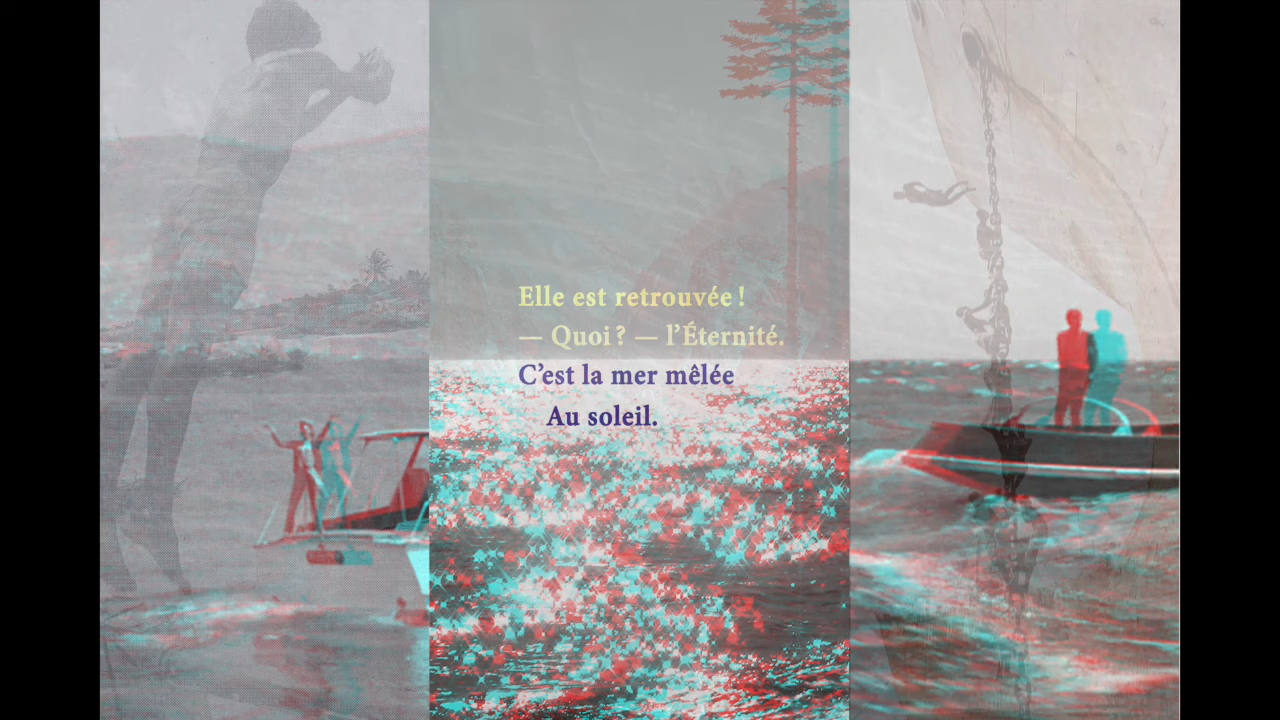 Elle est retrouvée !
— Quoi ? — l’Éternité.
C’est la mer mêlée
Au soleil.